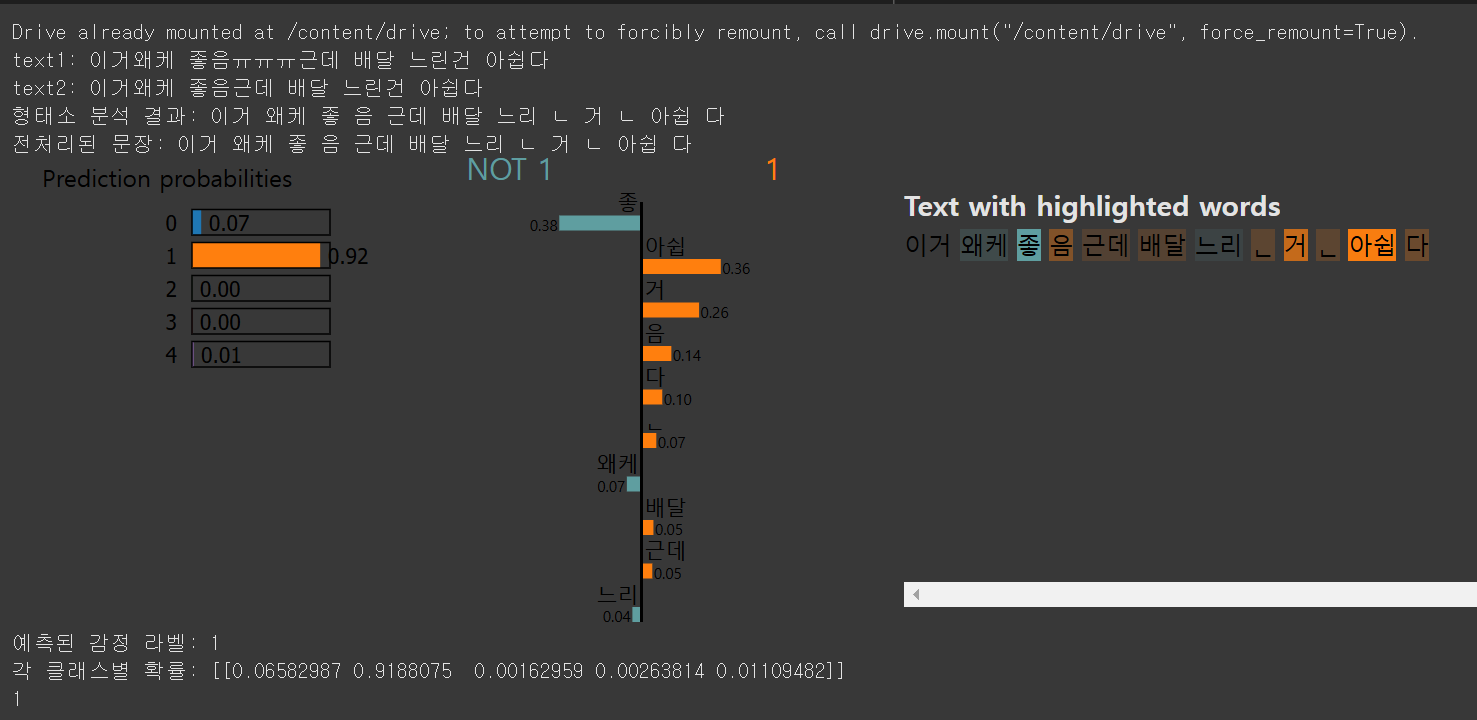 Drive already mounted at /content/drive; to attempt to forcibly remount, call drive.mount("/content/drive", force_remount=True).
text1: 이거왜케 좋음ㅠㅠㅠ근데 배달 느린건 아쉽다
text2: 이거왜케 좋음근데 배달 느린건 아쉽다
형태소 분석 결과: 이거 왜케 좋 음 근데 배달 느리 ㄴ 거 ㄴ 아쉽 다
전처리된 문장: 이거 왜케 좋 음 근데 배달 느리 ㄴ 거 ㄴ 아쉽 다
Prediction probabilities
0 0.07
1 0.92
2 0.00
3 0.00
4 0.01
NOT 1 1
좋
0.38
아쉽
0.36
거
0.26
음
0.14
다
0.10
ㄴ
0.07
왜케
0.07
배달
0.05
근데
0.05
느리
0.04
Text with highlighted words
이거 왜케 좋 음 근데 배달 느리 ㄴ 거 ㄴ 아쉽 다
예측된 감정 라벨: 1
각 클래스별 확률: [[0.06582987 0.9188075  0.00162959 0.00263814 0.01109482]]
1